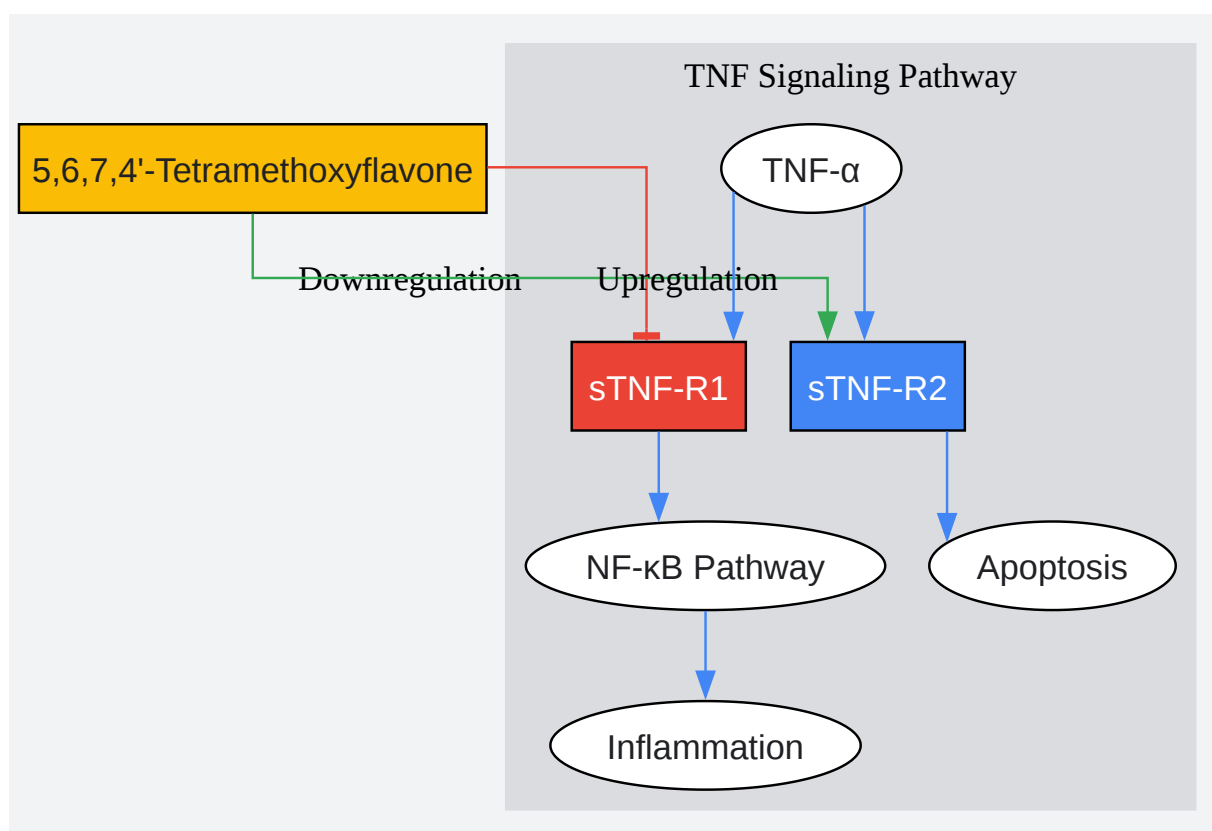 TNF Signaling Pathway
5,6,7,4'-Tetramethoxyflavone
TNF-α
Downregulation
Upregulation
sTNF-R1
sTNF-R2
NF-κB Pathway
Apoptosis
Inflammation